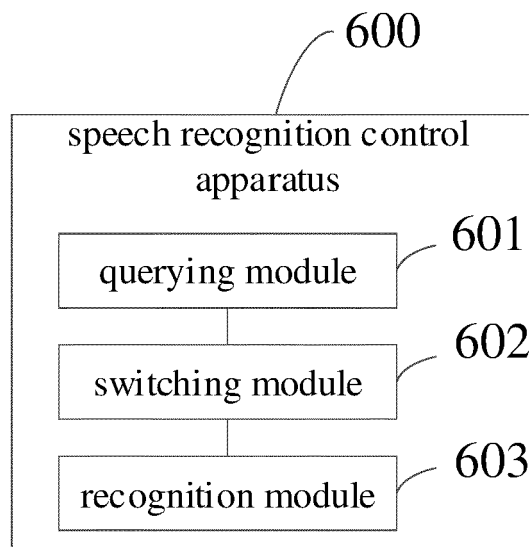 600
speech recognition control
apparatus
601
querying module
602
switching module
603
recognition module